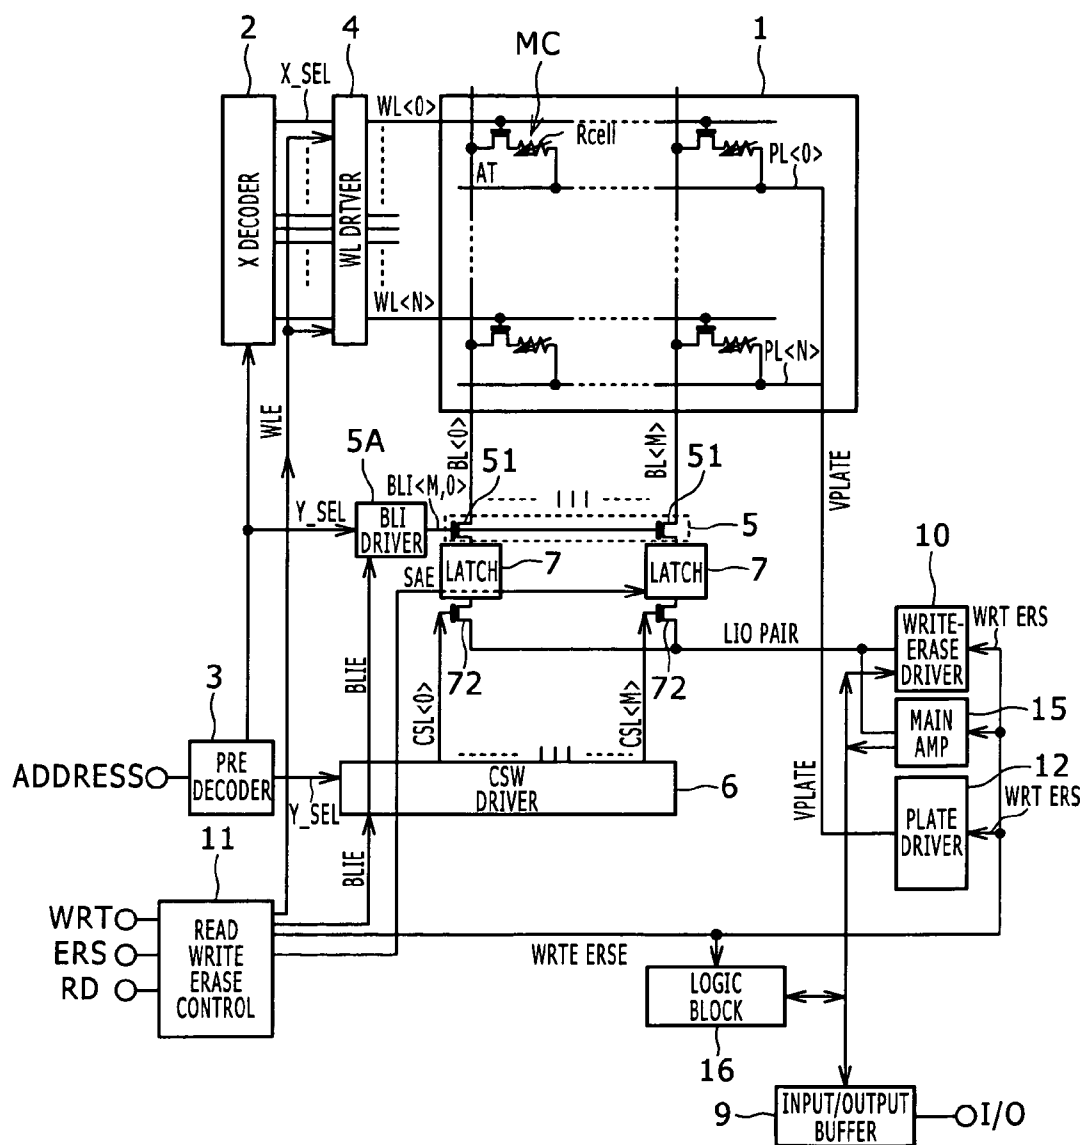 2
4
MC
1
X_SEL
WL<0>
Rcell
AT
PL<0>
X DECODER
WL DRTVER
WL<N>
PL<N>
WLE
5A
BL<0>
BL<M>
51
51
BLI<M,0>
VPLATE
Y_SEL
BLI
DRIVER
5
10
LATCH
7
LATCH
7
SAE
WRITE-
ERASE
DRIVER
WRT ERS
LIO PAIR
72
72
3
BLIE
CSL<0>
CSL<M>
MAIN
AMP
15
ADDRESS
PRE
DECODER
Y_SEL
CSW
DRIVER
6
VPLATE
12
WRT ERS
PLATE
DRIVER
11
BLIE
WRT
ERS
RD
READ
WRITE
ERASE
CONTROL
WRTE ERSE
LOGIC
BLOCK
16
9
INPUT/OUTPUT
BUFFER
I/O